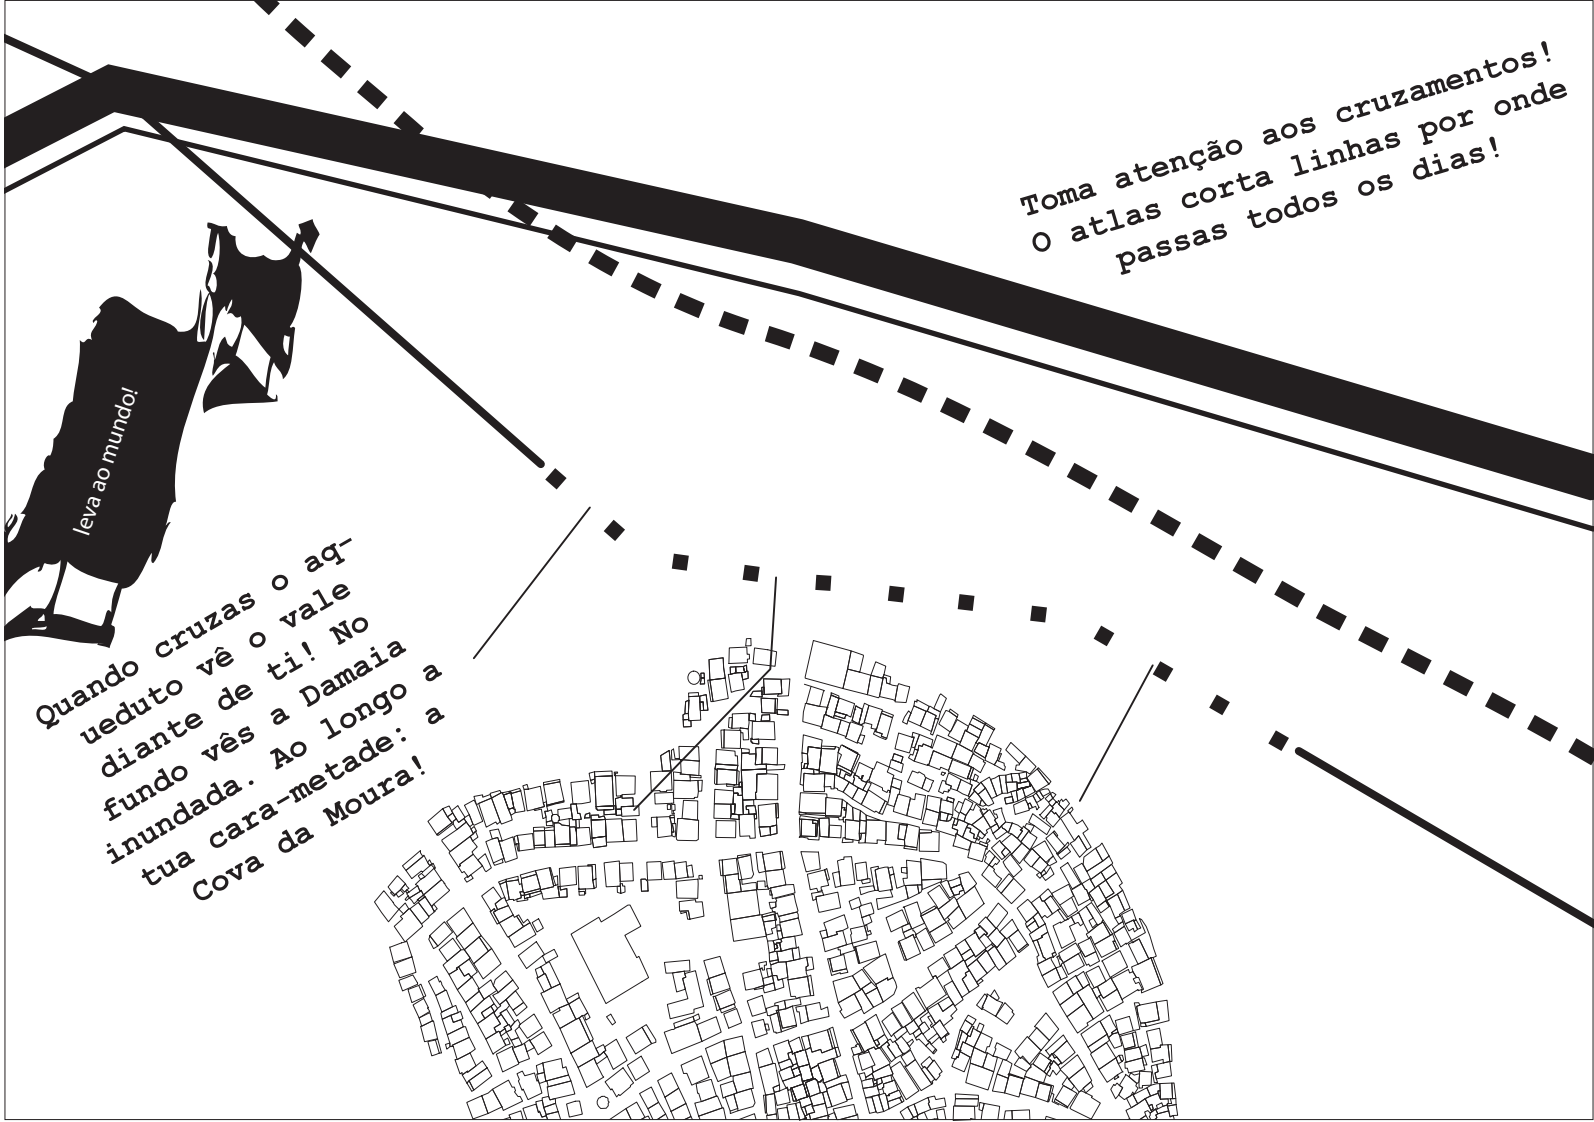 Toma atenção aos cruzamentos!
O atlas corta linhas por onde
passas todos os dias!
leva ao mundo!
Quando cruzas o aq-
ueduto vê o vale
diante de ti! No
fundo vês a Damaia
inundada. Ao longo a
tua cara-metade: a
Cova da Moura!